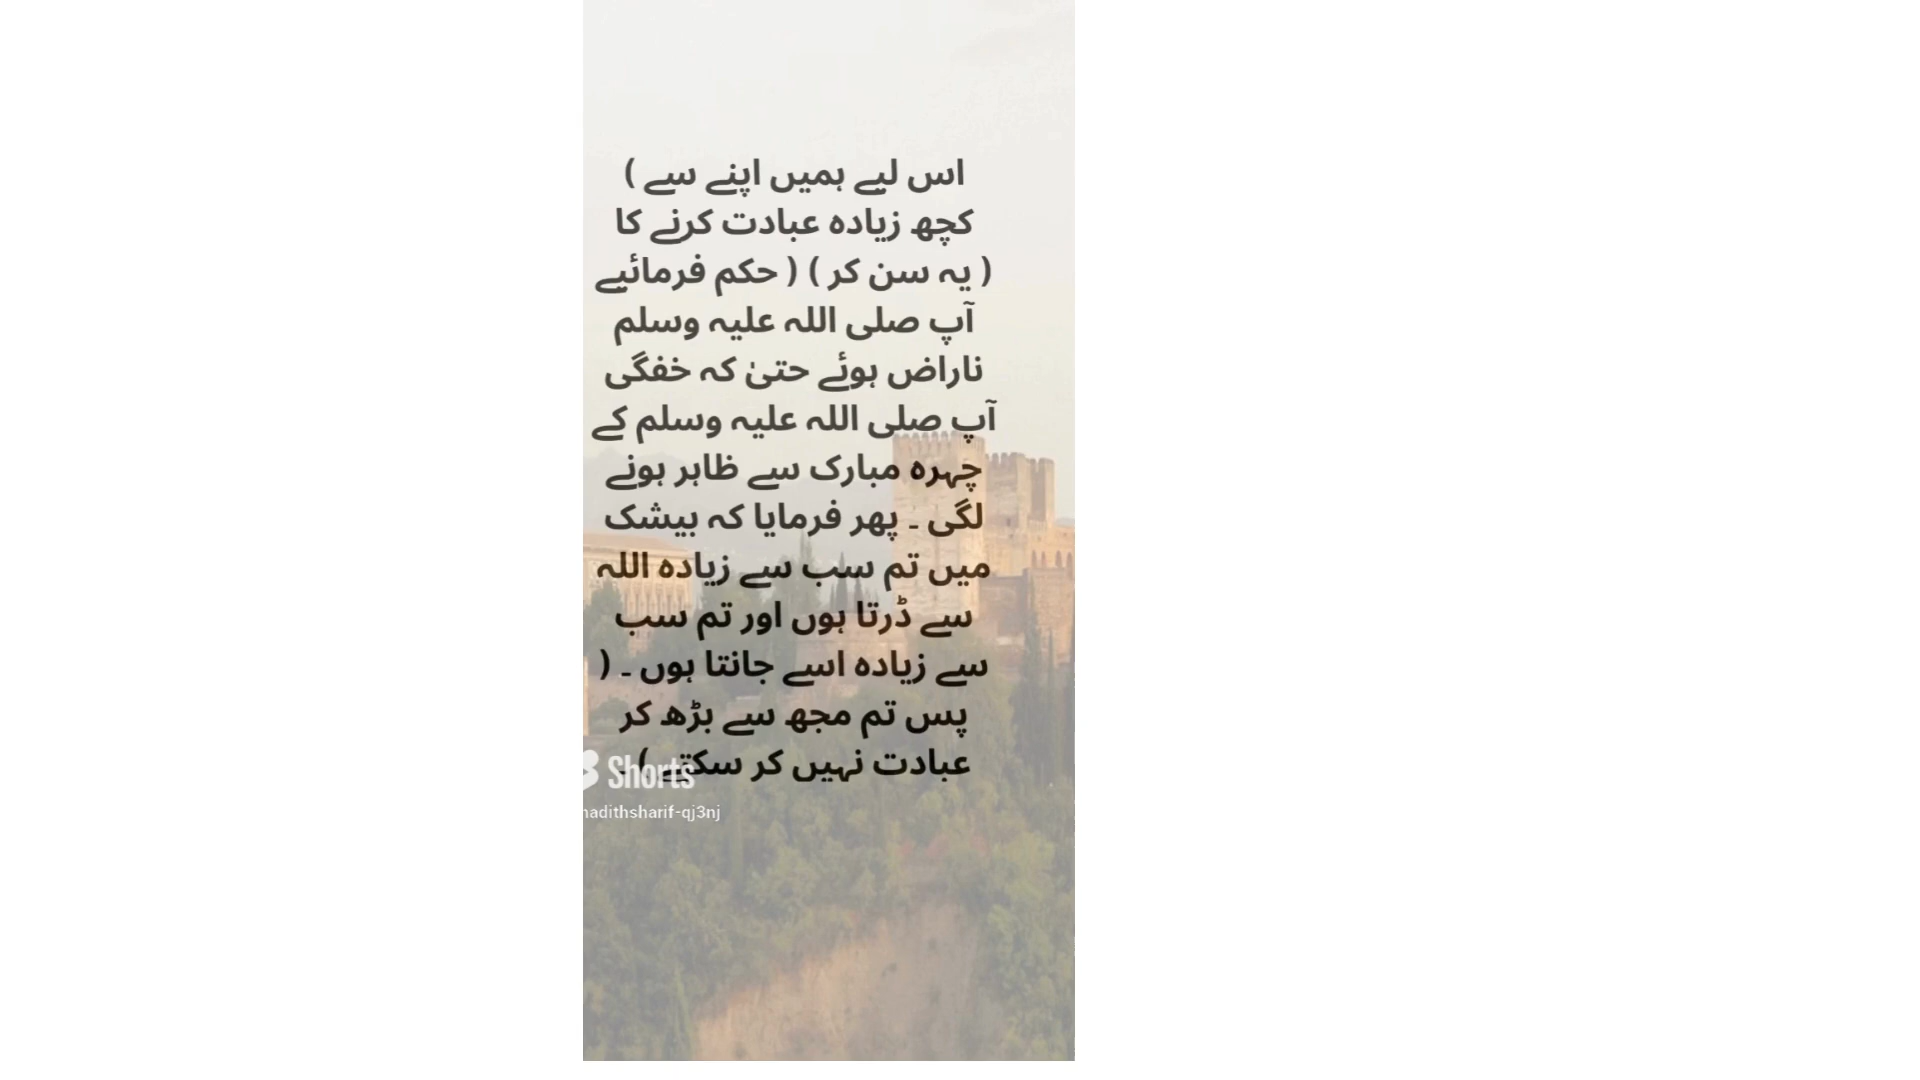 اس لیے ہمیں اپنے سے )
کچھ زیادہ عبادت کرنے کا
( یہ سن کر ) ( حکم فرمائیے
آپ صلی اللہ علیہ وسلم
ناراض ہوئے حتیٰ کہ خفگی
آپ صلی اللہ علیہ وسلم کے
چہرہ مبارک سے ظاہر ہونے
لگی ۔ پھر فرمایا کہ بیشک
میں تم سب سے زیادہ اللہ
سے ڈرتا ہوں اور تم سب
سے زیادہ اسے جانتا ہوں ۔ (
پس تم مجھ سے بڑھ کر
عبادت نہیں کر سکتے ) ۔
Shorts
hadithsharif-qj3nj